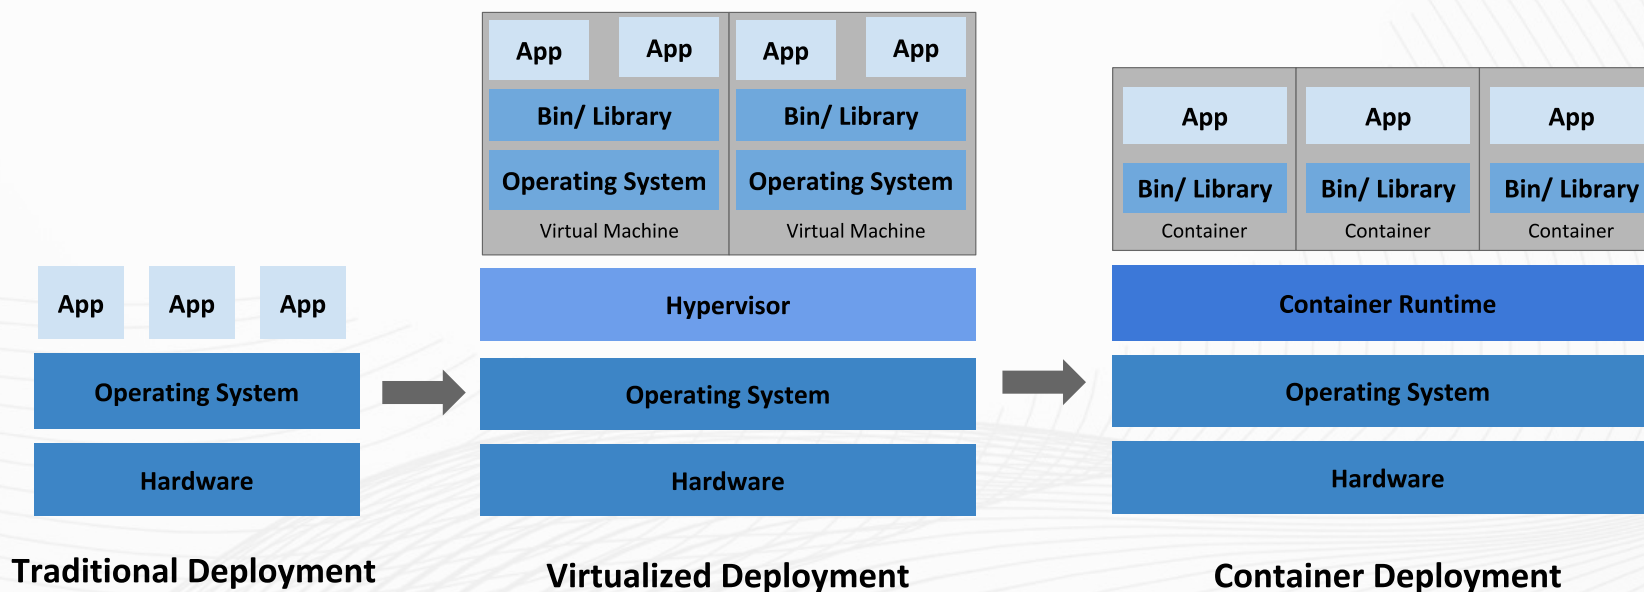 App
App
App
Operating System
Hardware
Traditional Deployment
App
App
App
App
Bin/ Library
Bin/ Library
Operating System
Operating System
Virtual Machine
Virtual Machine
Hypervisor
Operating System
Hardware
Virtualized Deployment
App
App
App
Bin/ Library
Bin/ Library
Bin/ Library
Container
Container
Container
Container Runtime
Operating System
Hardware
Container Deployment